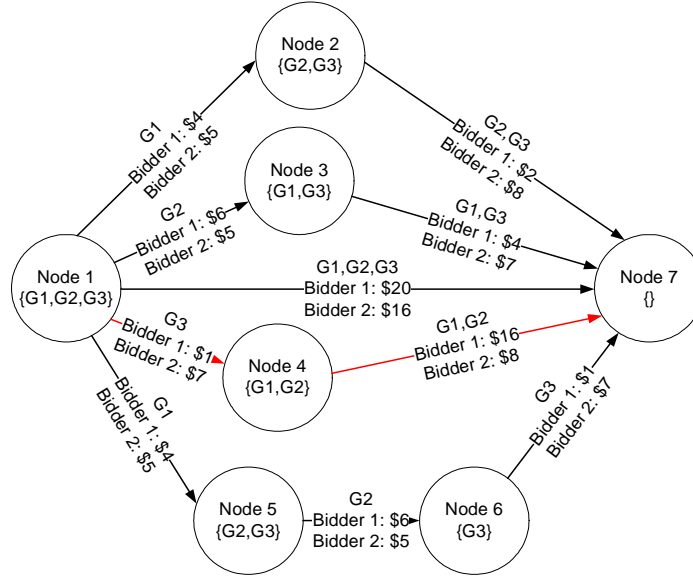 Node 2
{G2,G3}
G1
Bidder 1: $4
Bidder 2: $5
G2,G3
Bidder 1: $2
Bidder 2: $8
Node 3
{G1,G3}
G2
Bidder 1: $6
Bidder 2: $5
G1,G3
Bidder 1: $4
Bidder 2: $7
Node 1
{G1,G2,G3}
G1,G2,G3
Bidder 1: $20
Bidder 2: $16
Node 7
{}
G3
Bidder 1: $1
Bidder 2: $7
Node 4
{G1,G2}
G1,G2
Bidder 1: $16
Bidder 2: $8
G1
Bidder 1: $4
Bidder 2: $5
G3
Bidder 1: $1
Bidder 2: $7
Node 5
{G2,G3}
G2
Bidder 1: $6
Bidder 2: $5
Node 6
{G3}